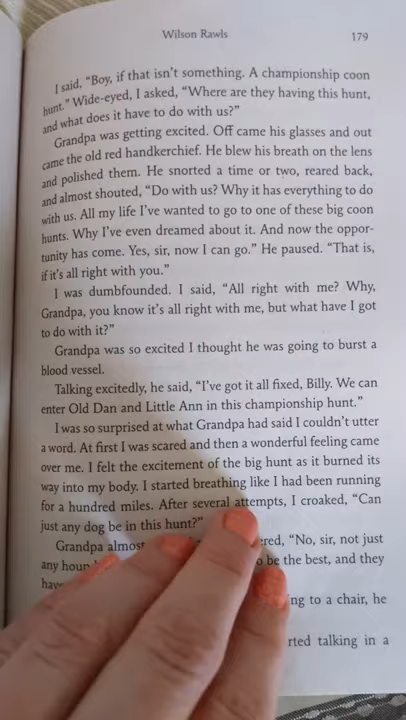 Wilson Rawls 179
I said, “Boy, if that isn’t something. A championship coon
hunt.” Wide-eyed, I asked, “Where are they having this hunt,
and what does it have to do with us?”
Grandpa was getting excited. Off came his glasses and out
came the old red handkerchief. He blew his breath on the lens
and polished them. He snorted a time or two, reared back,
and almost shouted, “Do with us? Why it has everything to do
with us. All my life I’ve wanted to go to one of these big coon
hunts. Why I’ve even dreamed about it. And now the oppor-
tunity has come. Yes, sir, now I can go.” He paused. “That is,
if it’s all right with you.”
I was dumbfounded. I said, “All right with me? Why,
Grandpa, you know it’s all right with me, but what have I got
to do with it?”
Grandpa was so excited I thought he was going to burst a
blood vessel.
Talking excitedly, he said, “I’ve got it all fixed, Billy. We can
enter Old Dan and Little Ann in this championship hunt.”
I was so surprised at what Grandpa had said I couldn’t utter
a word. At first I was scared and then a wonderful feeling came
over me. I felt the excitement of the big hunt as it burned its
way into my body. I started breathing like I had been running
for a hundred miles. After several attempts, I croaked, “Can
just any dog be in this hunt?”
Grandpa almost “No, sir, not just
any be the best, and they
to a chair, he
talking in a